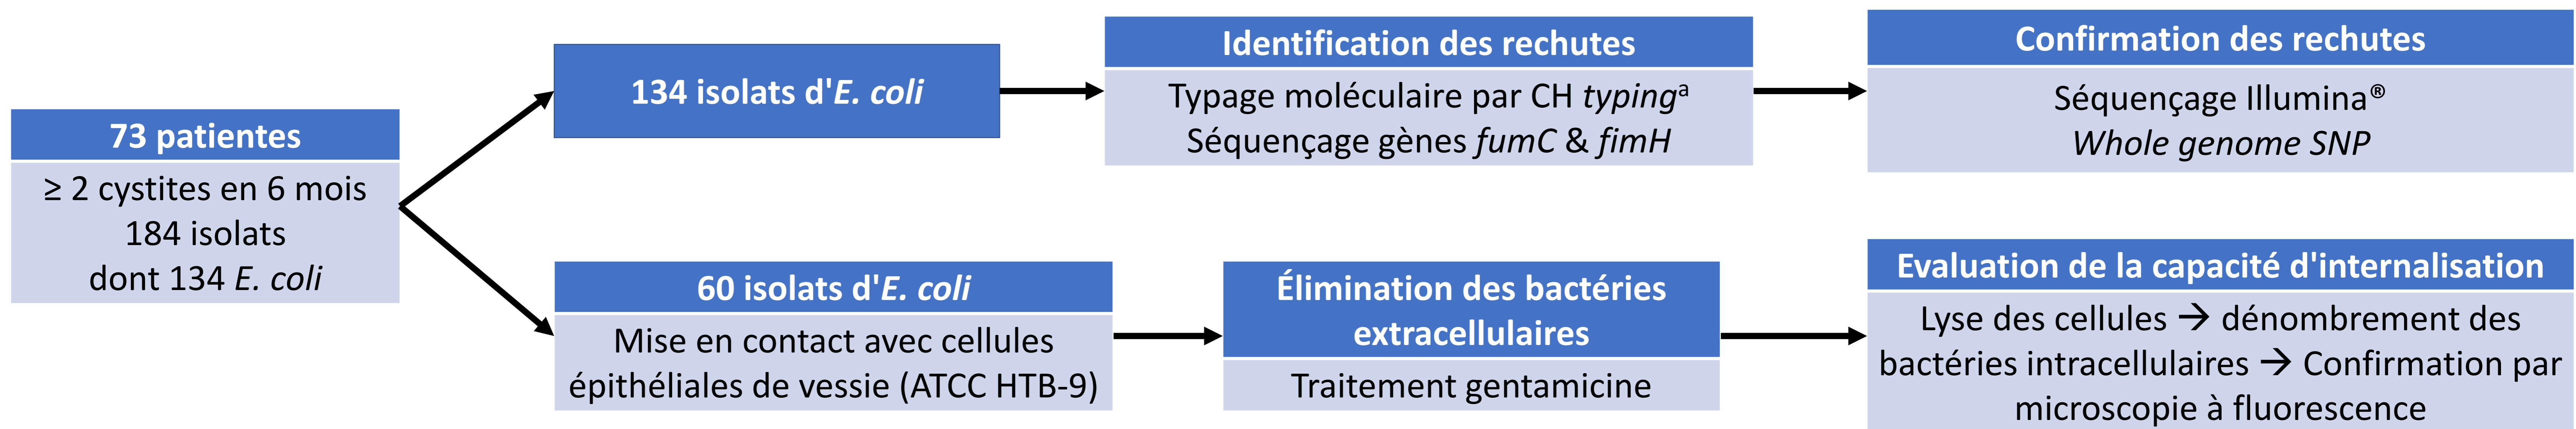 73 patientes
≥ 2 cystites en 6 mois
184 isolats
dont 134 E. coli
134 isolats d'E. coli
Identification des rechutes
Typage moléculaire par CH typingᵃ
Séquençage gènes fumC & fimH
Confirmation des rechutes
Séquençage Illumina®
Whole genome SNP
60 isolats d'E. coli
Mise en contact avec cellules
épithéliales de vessie (ATCC HTB-9)
Élimination des bactéries
extracellulaires
Traitement gentamicine
Evaluation de la capacité d'internalisation
Lyse des cellules → dénombrement des
bactéries intracellulaires → Confirmation par
microscopie à fluorescence